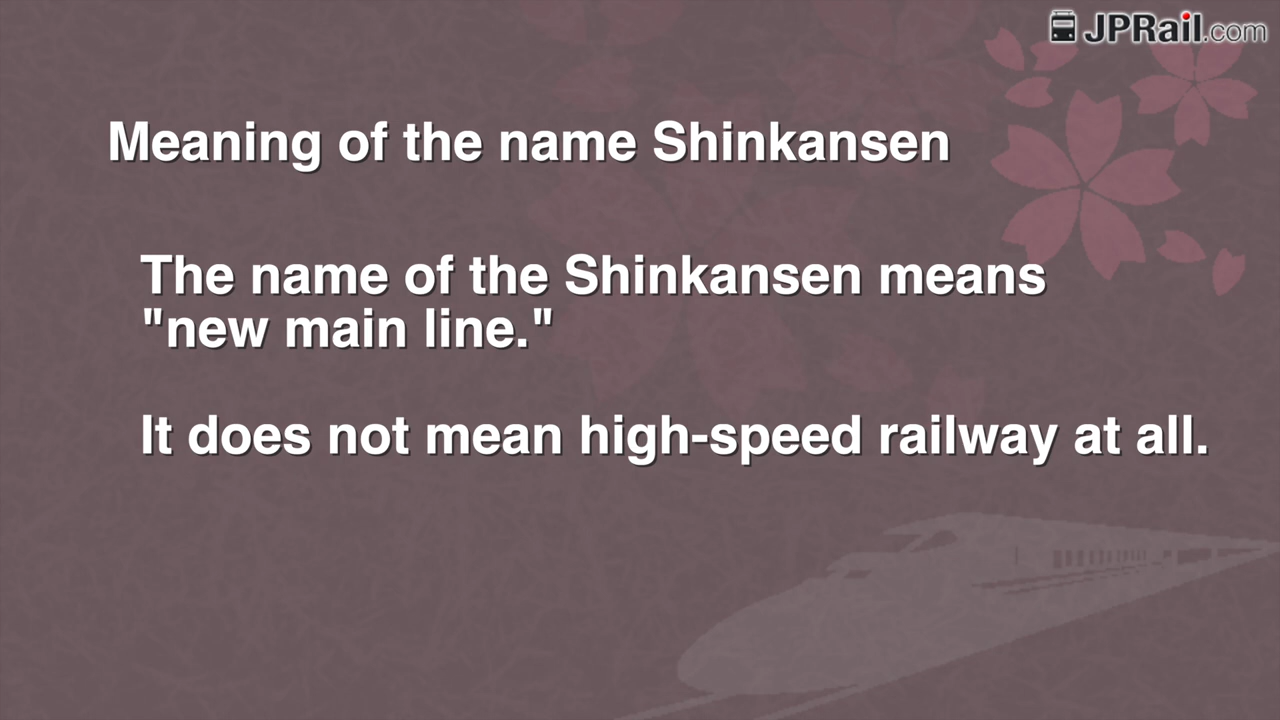 JPRail.com
Meaning of the name Shinkansen
The name of the Shinkansen means
"new main line."
It does not mean high-speed railway at all.